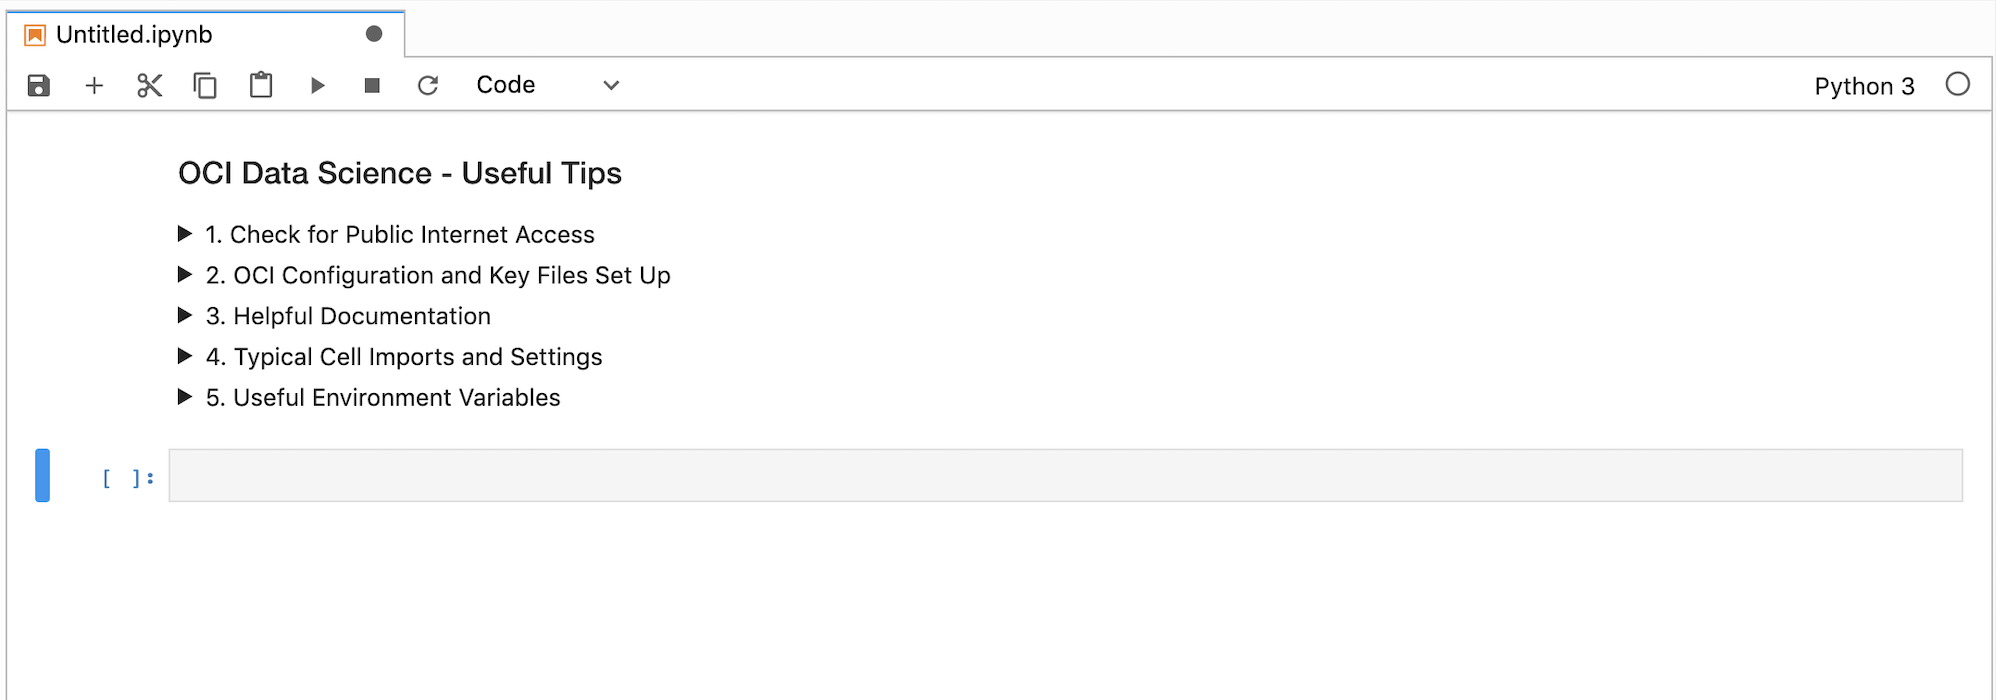 Untitled.ipynb
Code
Python 3
OCI Data Science - Useful Tips
1. Check for Public Internet Access
2. OCI Configuration and Key Files Set Up
3. Helpful Documentation
4. Typical Cell Imports and Settings
5. Useful Environment Variables
[ ]: